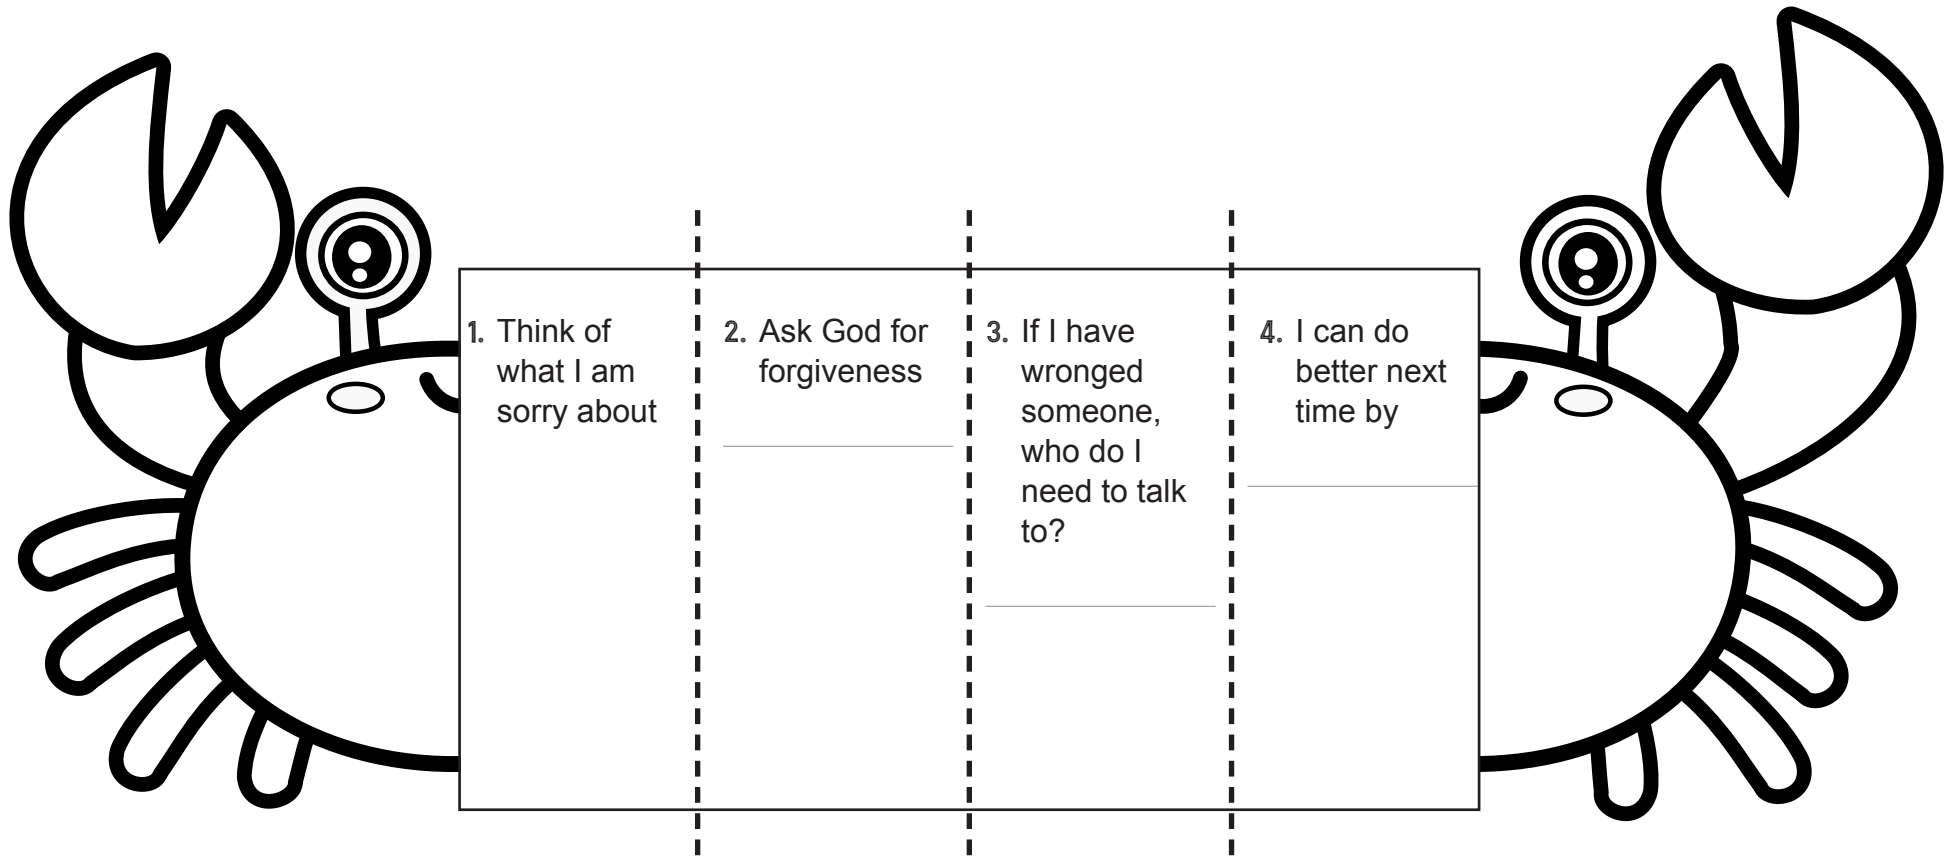 1. Think of
what I am
sorry about
2. Ask God for
forgiveness
3. If I have
wronged
someone,
who do I
need to talk
to?
4. I can do
better next
time by